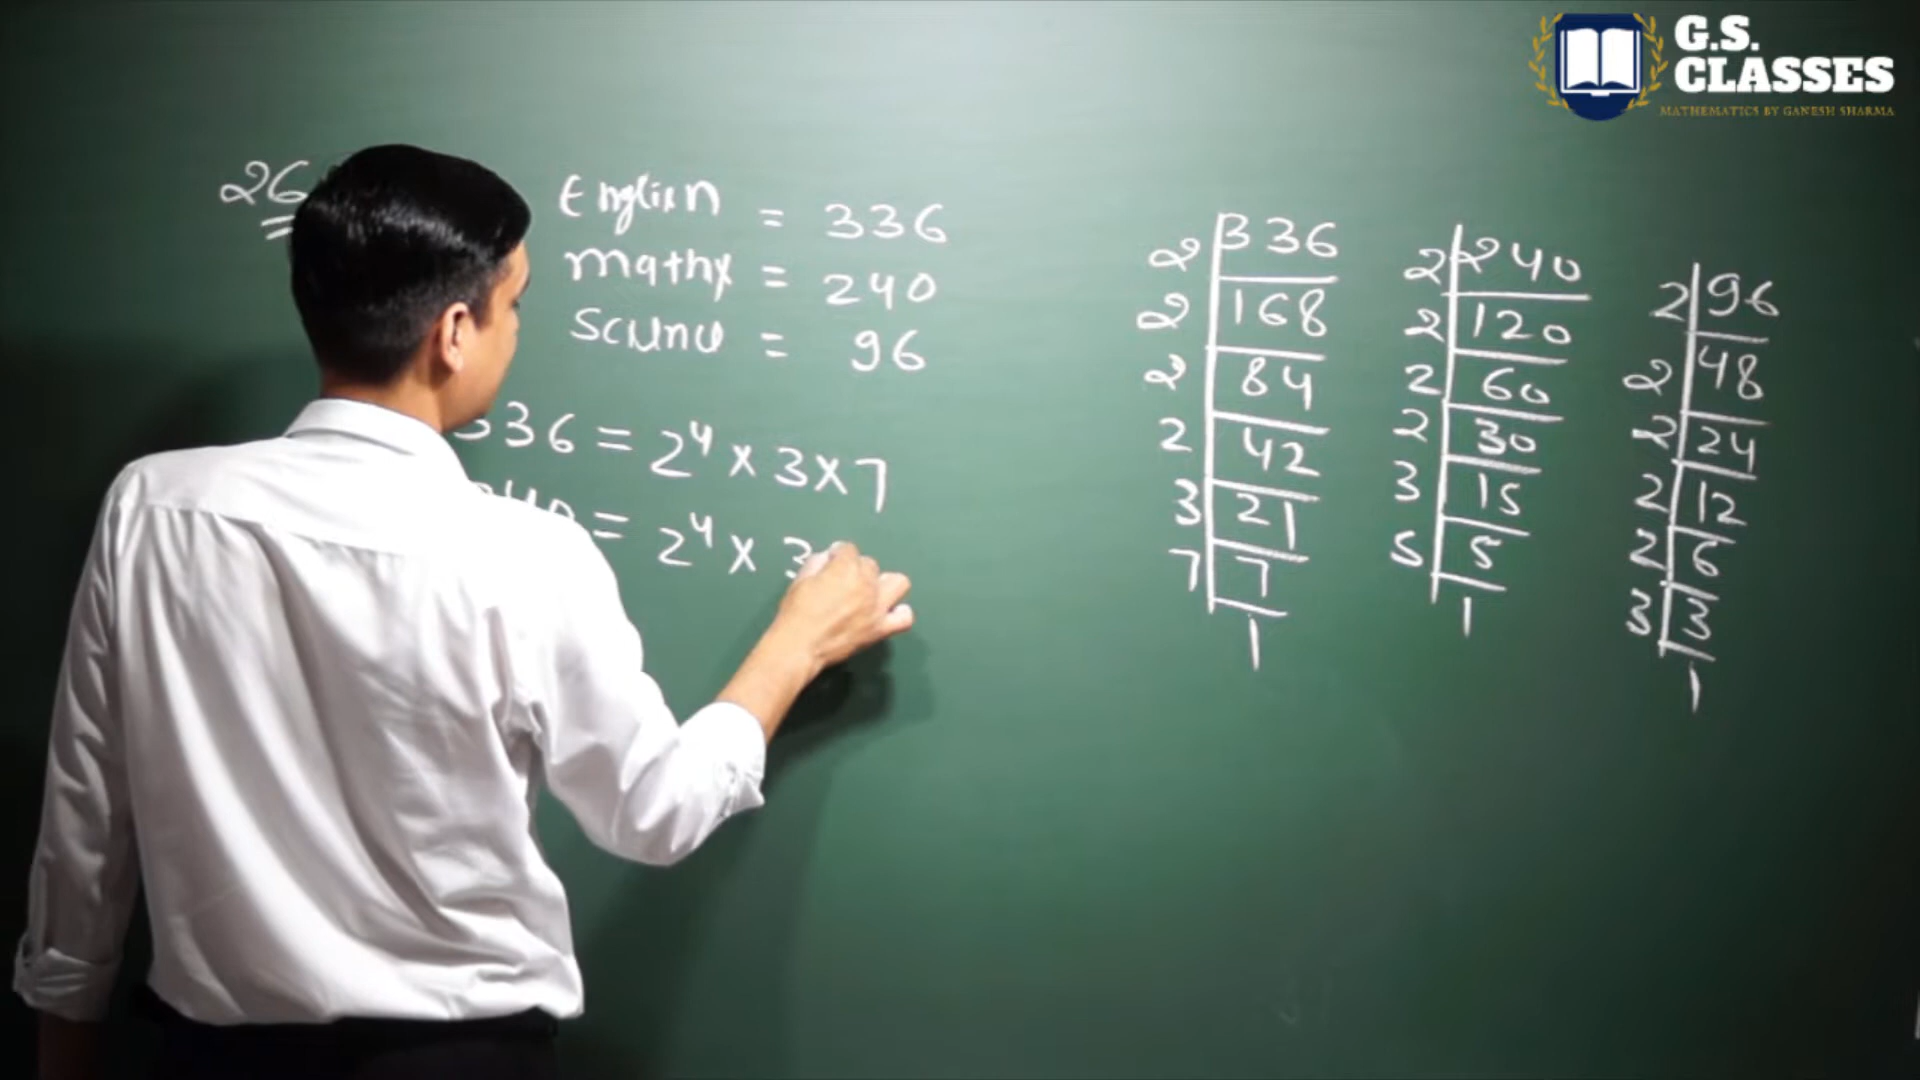 G.S.
CLASSES
MATHEMATICS BY GANESH SHARMA
26
English = 336
maths = 240
Science = 96
336 = 2⁴ × 3 × 7
240 = 2⁴ × 3
2 | 336
2 | 168
2 | 84
2 | 42
3 | 21
7 | 7
1
2 | 240
2 | 120
2 | 60
2 | 30
3 | 15
5 | 5
1
2 | 96
2 | 48
2 | 24
2 | 12
2 | 6
3 | 3
1